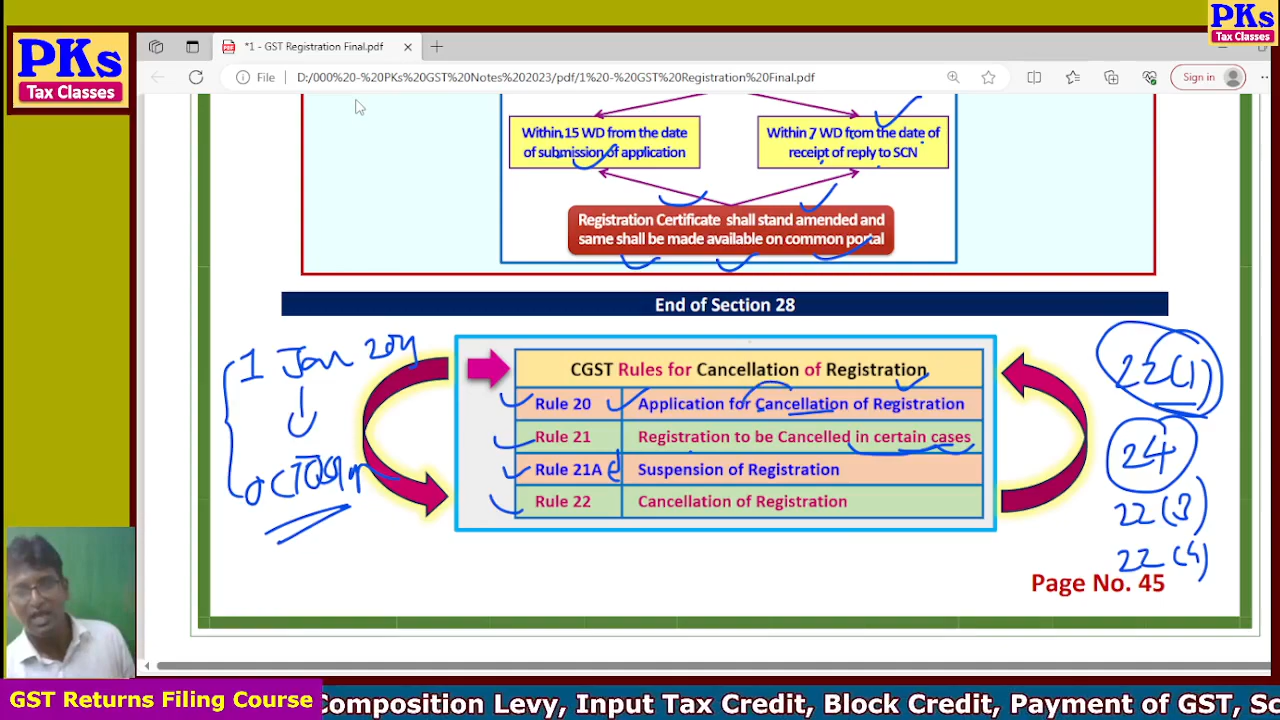 PKs
Tax Classes
PKs
Tax Classes
*1 - GST Registration Final.pdf
File
D:/000%20-%20PKs%20GST%20Notes%202023/pdf/1%20-%20GST%20Registration%20Final.pdf
Sign in
Within 15 WD from the date
of submission of application
Within 7 WD from the date of
receipt of reply to SCN
Registration Certificate shall stand amended and
same shall be made available on common portal
End of Section 28
CGST Rules for Cancellation of Registration
Rule 20 Application for Cancellation of Registration
Rule 21 Registration to be Cancelled in certain cases
Rule 21A Suspension of Registration
Rule 22 Cancellation of Registration
1 Jan
22(1)
24
22(3)
22(4)
Page No. 45
GST Returns Filing Course
Composition Levy, Input Tax Credit, Block Credit, Payment of GST, Sc